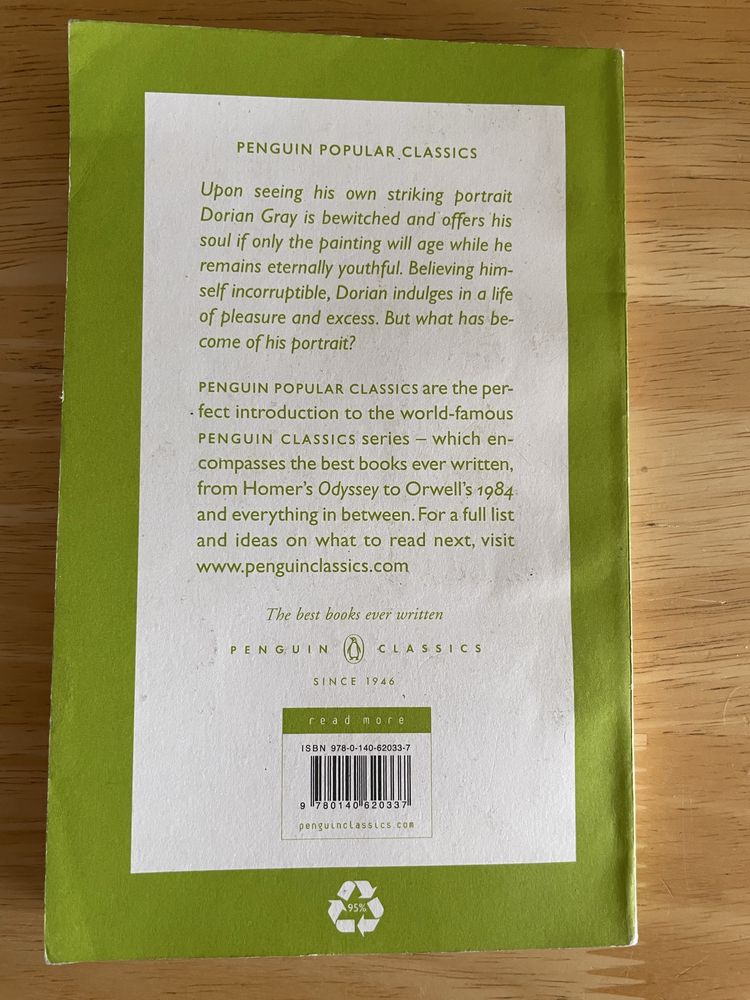 PENGUIN POPULAR CLASSICS
Upon seeing his own striking portrait
Dorian Gray is bewitched and offers his
soul if only the painting will age while he
remains eternally youthful. Believing him-
self incorruptible, Dorian indulges in a life
of pleasure and excess. But what has be-
come of his portrait?
PENGUIN POPULAR CLASSICS are the per-
fect introduction to the world-famous
PENGUIN CLASSICS series – which en-
compasses the best books ever written,
from Homer's Odyssey to Orwell's 1984
and everything in between. For a full list
and ideas on what to read next, visit
www.penguinclassics.com
The best books ever written
PENGUIN CLASSICS
SINCE 1946
read more
ISBN 978-0-140-62033-7
9 780140 620337
penguinclassics.com
95%